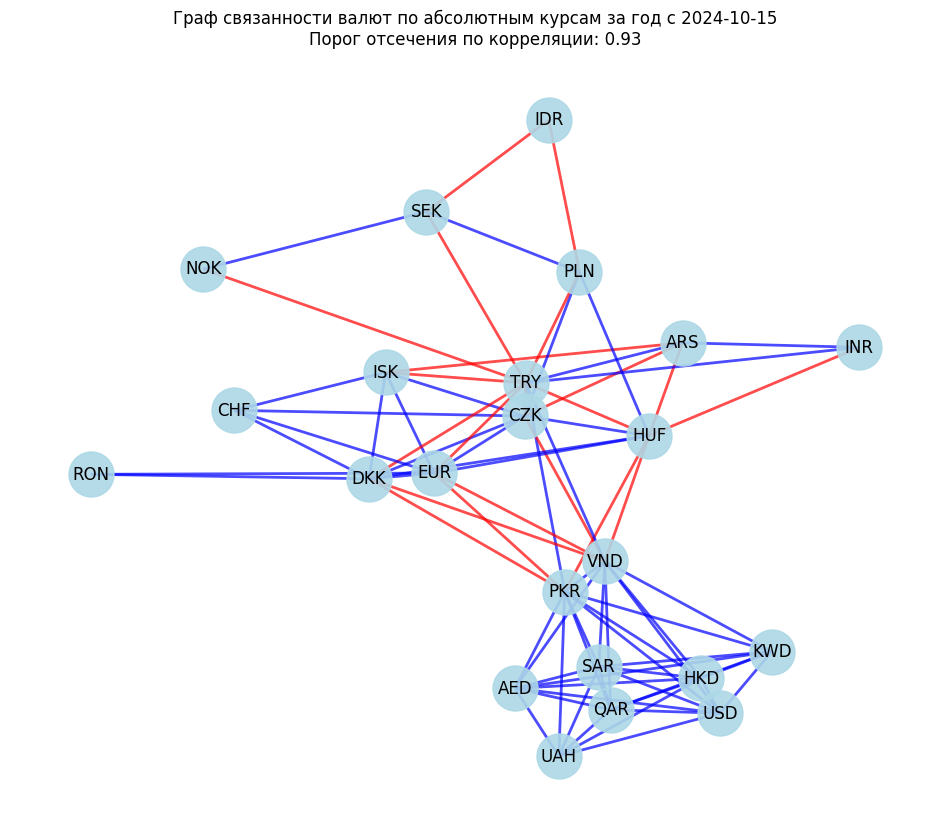 Граф связанности валют по абсолютным курсам за год с 2024-10-15
Порог отсечения по корреляции: 0.93
IDR
SEK
NOK
PLN
ARS
INR
ISK
TRY
CHF
CZK
HUF
RON
DKK
EUR
VND
PKR
KWD
SAR
HKD
AED
QAR
USD
UAH